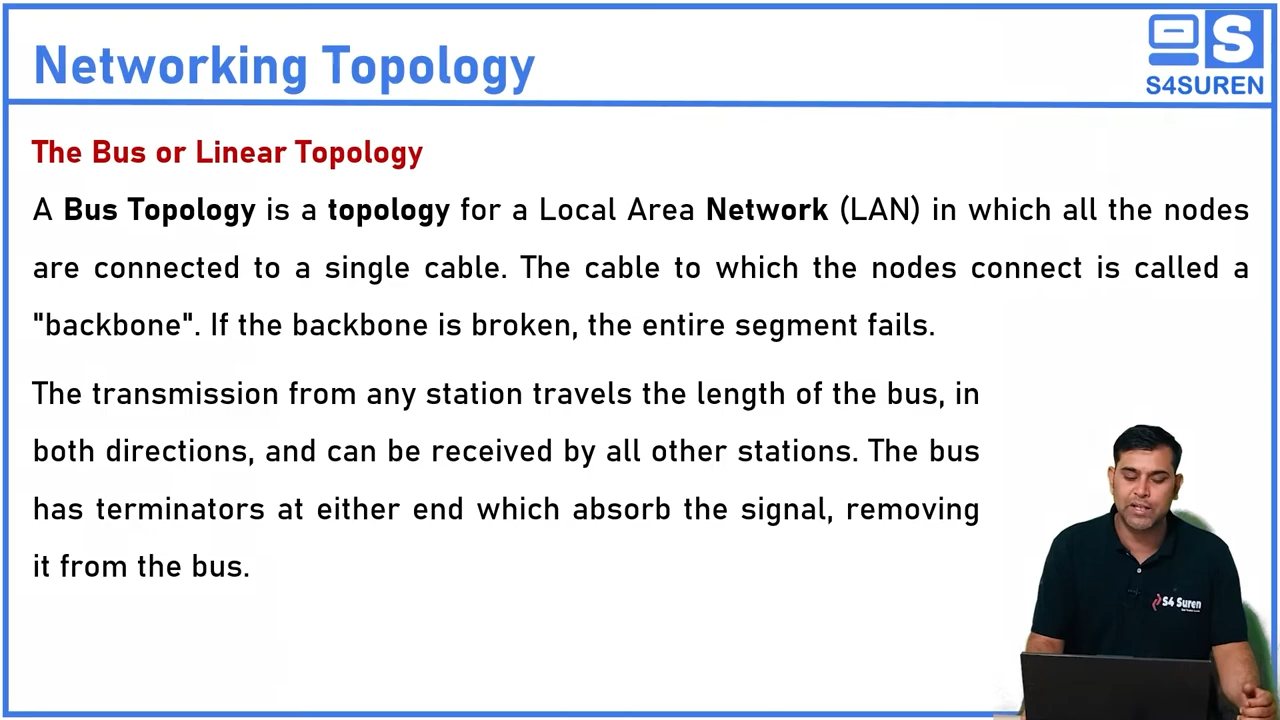 Networking Topology
S
S4SUREN
The Bus or Linear Topology
A Bus Topology is a topology for a Local Area Network (LAN) in which all the nodes
are connected to a single cable. The cable to which the nodes connect is called a
"backbone". If the backbone is broken, the entire segment fails.
The transmission from any station travels the length of the bus, in
both directions, and can be received by all other stations. The bus
has terminators at either end which absorb the signal, removing
it from the bus.
S4 Suren